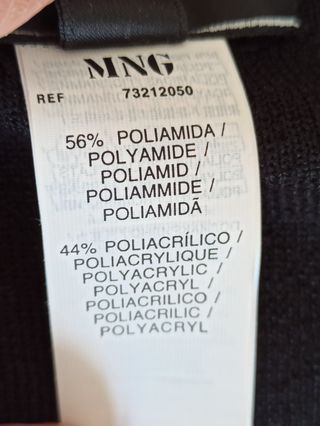 MNG
REF 73212050
56% POLIAMIDA /
POLYAMIDE /
POLIAMID /
POLIAMMIDE /
POLIAMIDĂ
44% POLIACRÍLICO /
POLIACRYLIQUE /
POLYACRYLIC /
POLYACRYL /
POLIACRILICO /
POLIACRILIC /
POLYACRYL